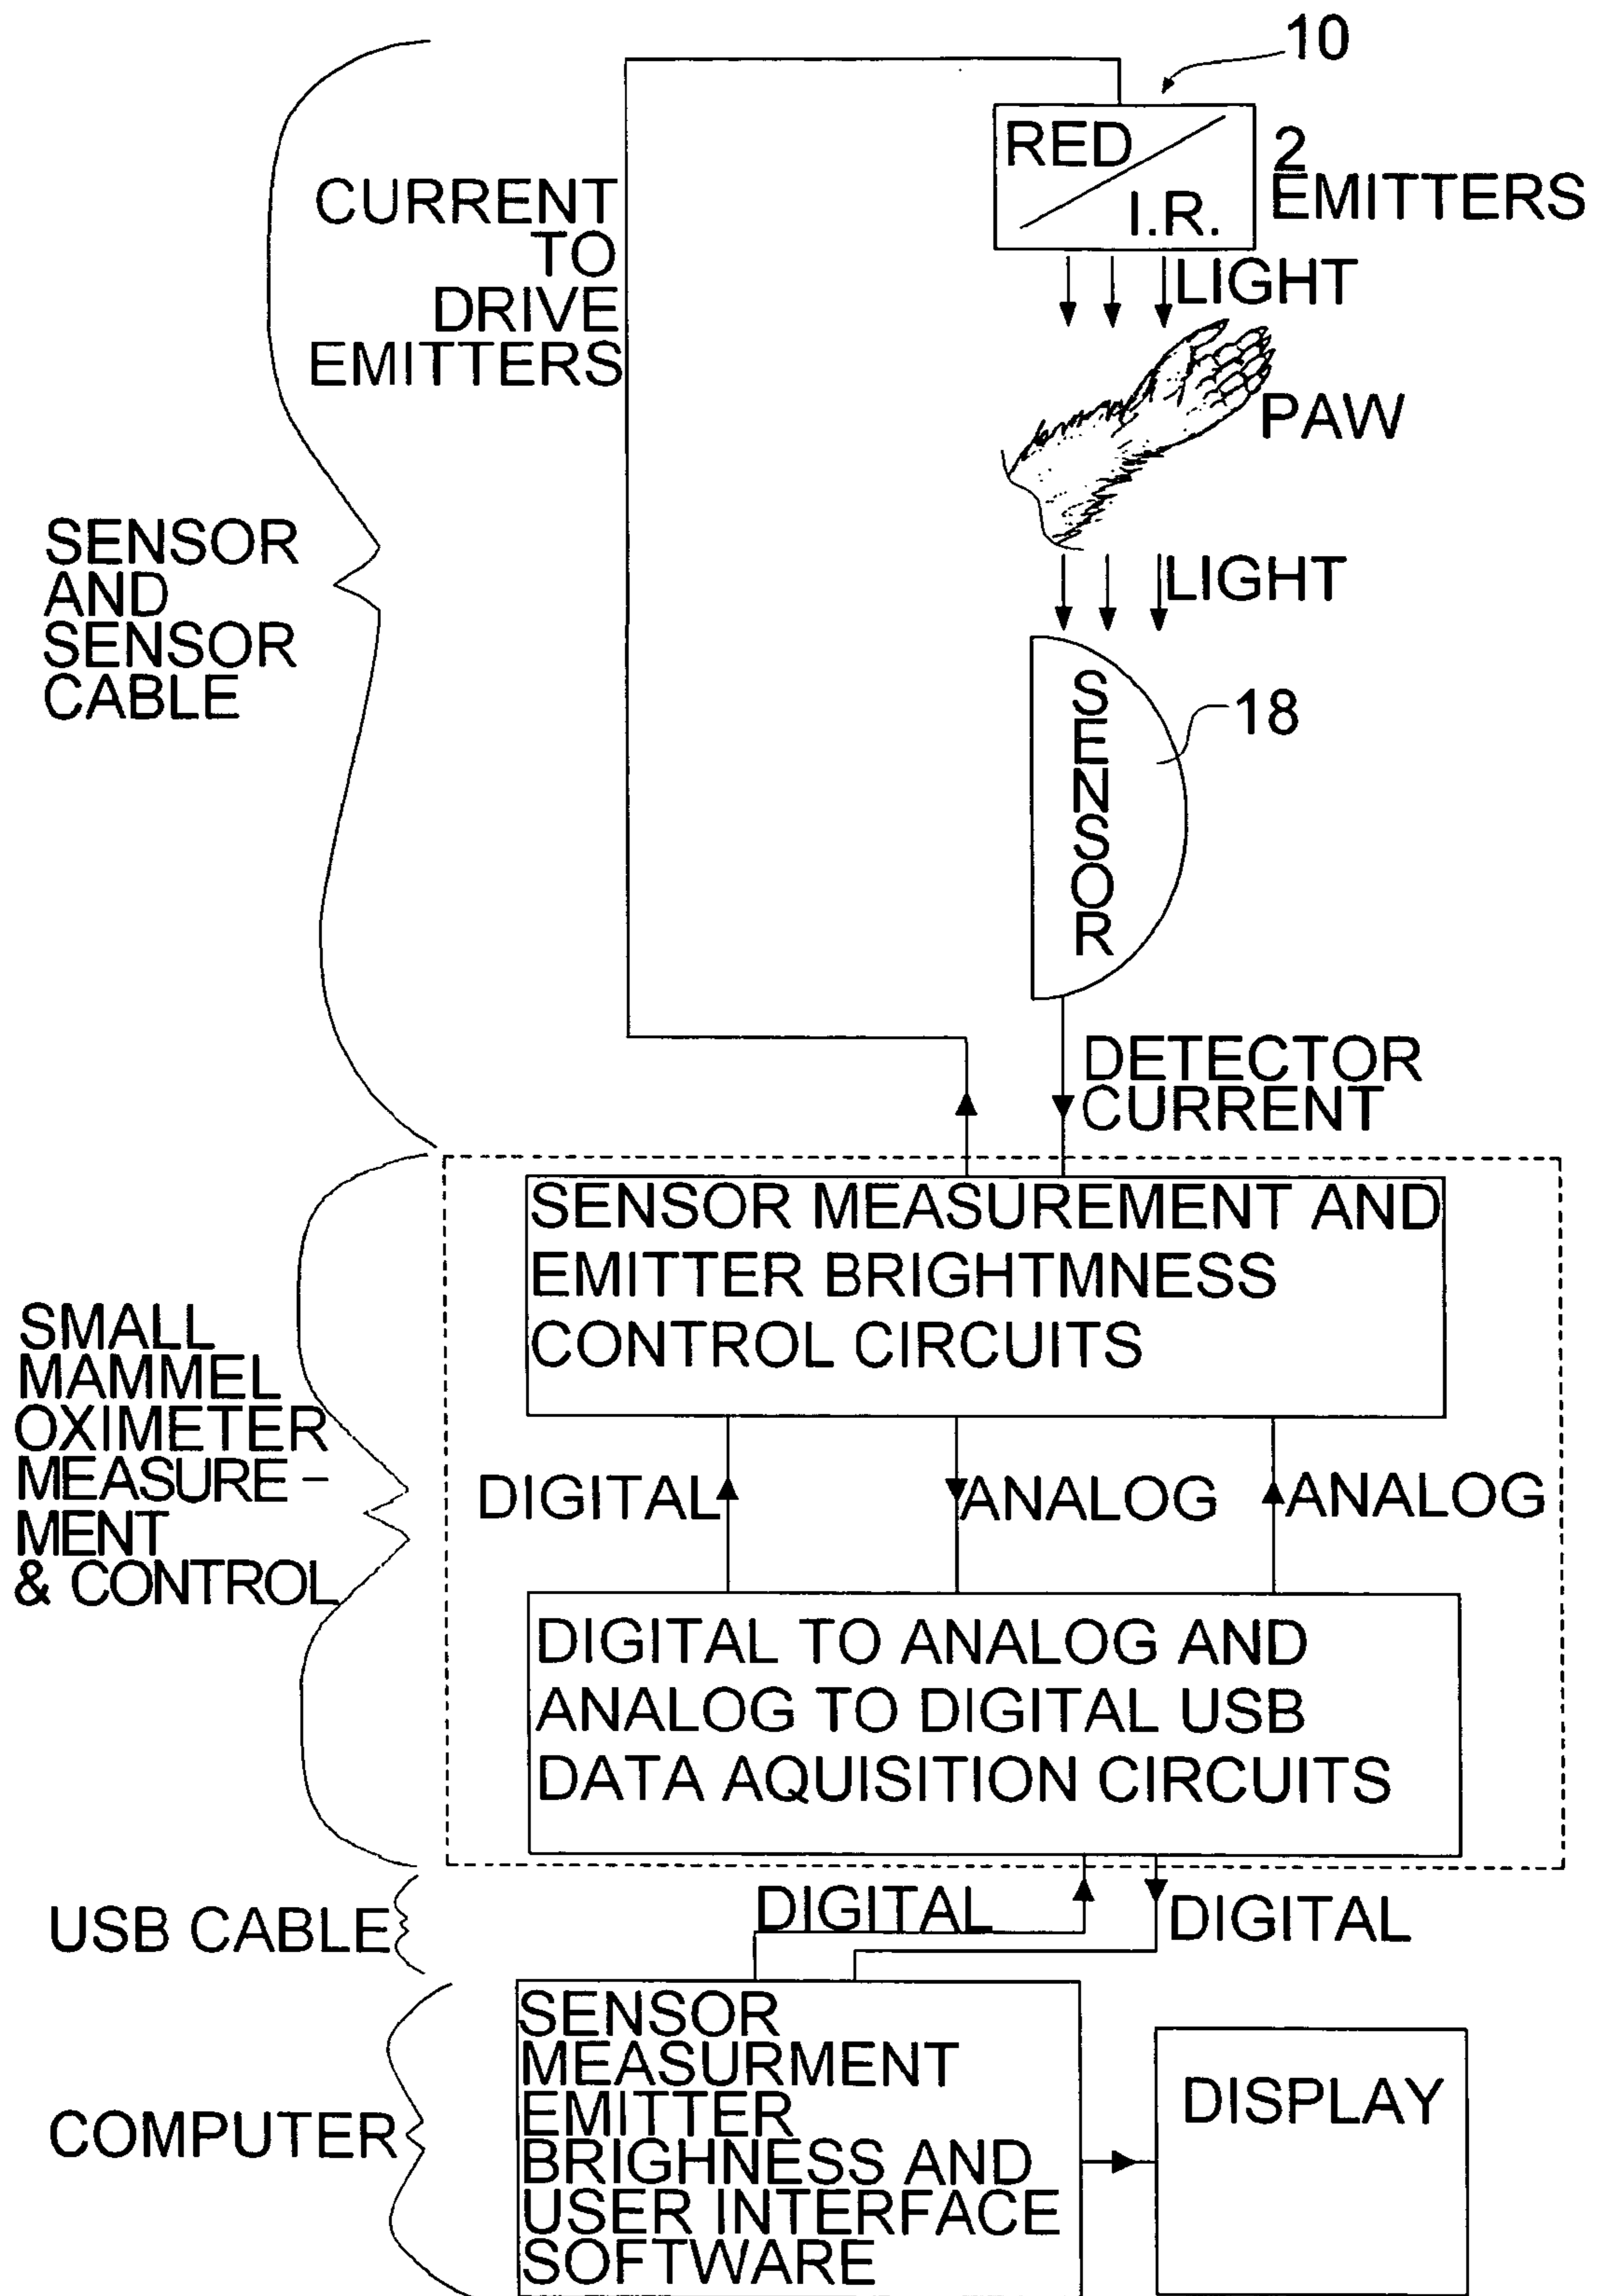 10
RED
I.R.
2
EMITTERS
CURRENT
TO
DRIVE
EMITTERS
LIGHT
PAW
SENSOR
AND
SENSOR
CABLE
LIGHT
SENSOR
18
DETECTOR
CURRENT
SENSOR MEASUREMENT AND
EMITTER BRIGHTMNESS
CONTROL CIRCUITS
SMALL
MAMMEL
OXIMETER
MEASURE-
MENT
& CONTROL
DIGITAL
ANALOG
ANALOG
DIGITAL TO ANALOG AND
ANALOG TO DIGITAL USB
DATA AQUISITION CIRCUITS
USB CABLE
DIGITAL
DIGITAL
COMPUTER
SENSOR
MEASURMENT
EMITTER
BRIGHNESS AND
USER INTERFACE
SOFTWARE
DISPLAY